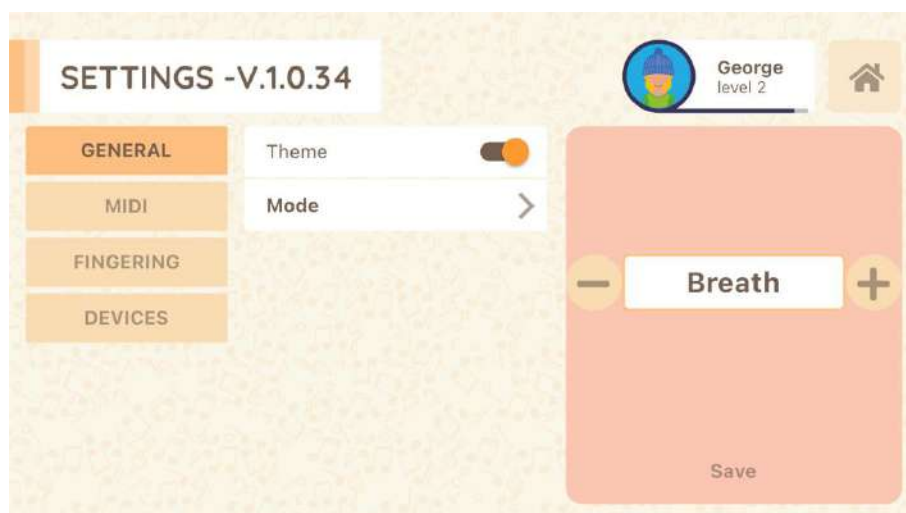 SETTINGS -V.1.0.34
George
level 2
GENERAL
MIDI
FINGERING
DEVICES
Theme
Mode
Breath
Save